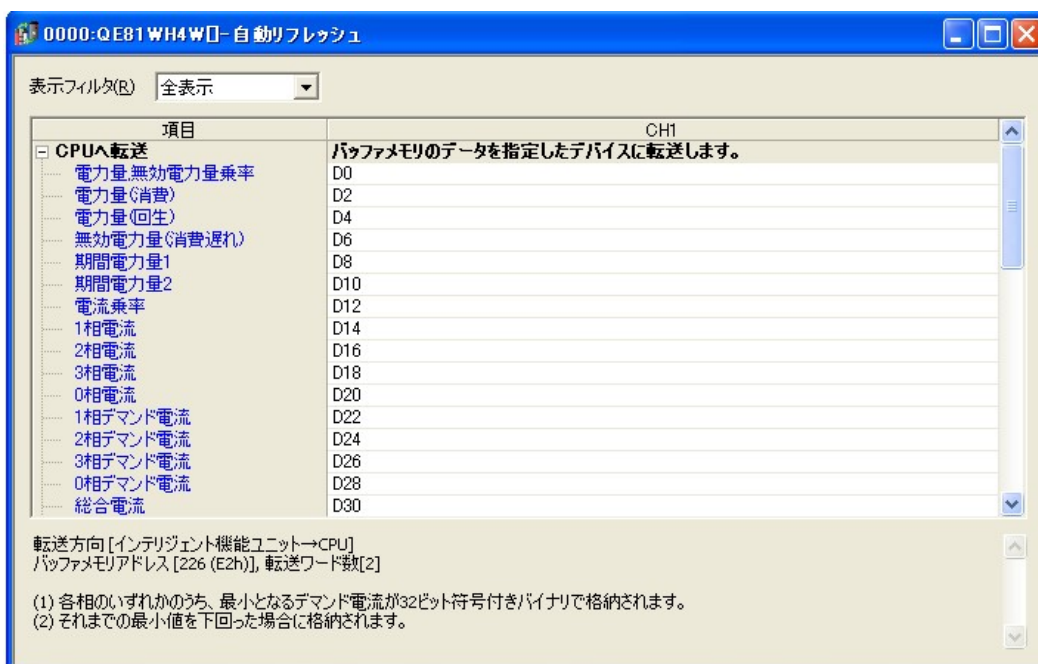 0000:QE81WH4W[]-自動リフレッシュ
表示フィルタ(R) 全表示
項目 CH1
CPUへ転送 バッファメモリのデータを指定したデバイスに転送します。
電力量,無効電力量乗率 D0
電力量(消費) D2
電力量(回生) D4
無効電力量(消費遅れ) D6
期間電力量1 D8
期間電力量2 D10
電流乗率 D12
1相電流 D14
2相電流 D16
3相電流 D18
0相電流 D20
1相デマンド電流 D22
2相デマンド電流 D24
3相デマンド電流 D26
0相デマンド電流 D28
総合電流 D30
転送方向 [インテリジェント機能ユニット→CPU]
バッファメモリアドレス [226 (E2h)], 転送ワード数[2]
(1) 各相のいずれかのうち、最小となるデマンド電流が32ビット符号付きバイナリで格納されます。
(2) それまでの最小値を下回った場合に格納されます。